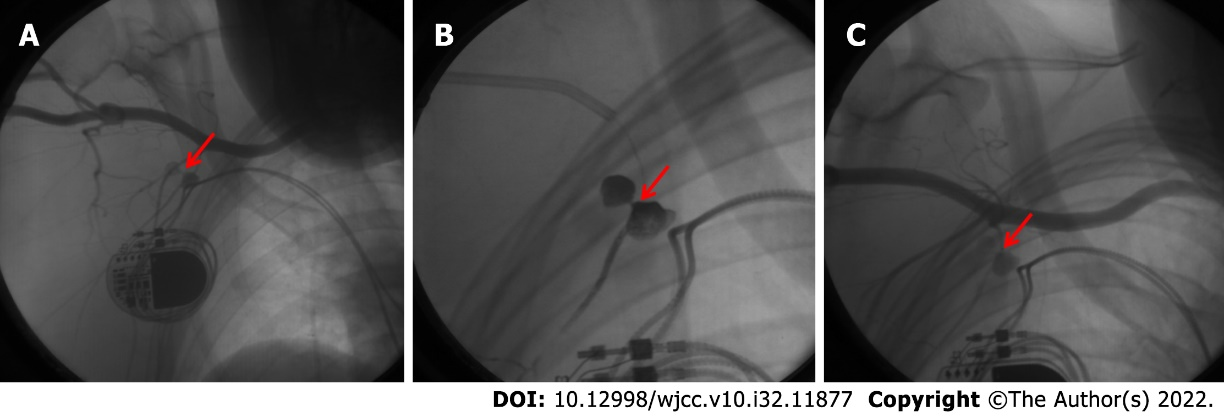 A
B
C
DOI: 10.12998/wjcc.v10.i32.11877 Copyright ©The Author(s) 2022.